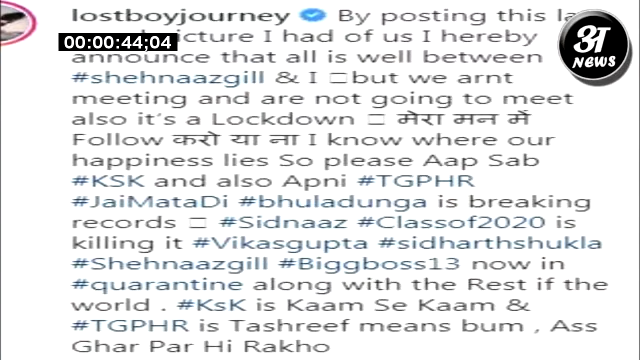 lostboyjourney By posting this la
picture I had of us I hereby
00:00:44;04
announce that all is well between
#shehnaazgill & I □but we arnt
meeting and are not going to meet
also it's a Lockdown □ मेरा मन में
Follow करो या ना I know where our
happiness lies So please Aap Sab
#KSK and also Apni #TGPHR
#JaiMataDi #bhuladunga is breaking
records □ #Sidnaaz #Classof2020 is
killing it #Vikasgupta #sidharthshukla
#Shehnaazgill #Biggboss13 now in
#quarantine along with the Rest if the
world . #KsK is Kaam Se Kaam &
#TGPHR is Tashreef means bum , Ass
Ghar Par Hi Rakho
अ
NEWS